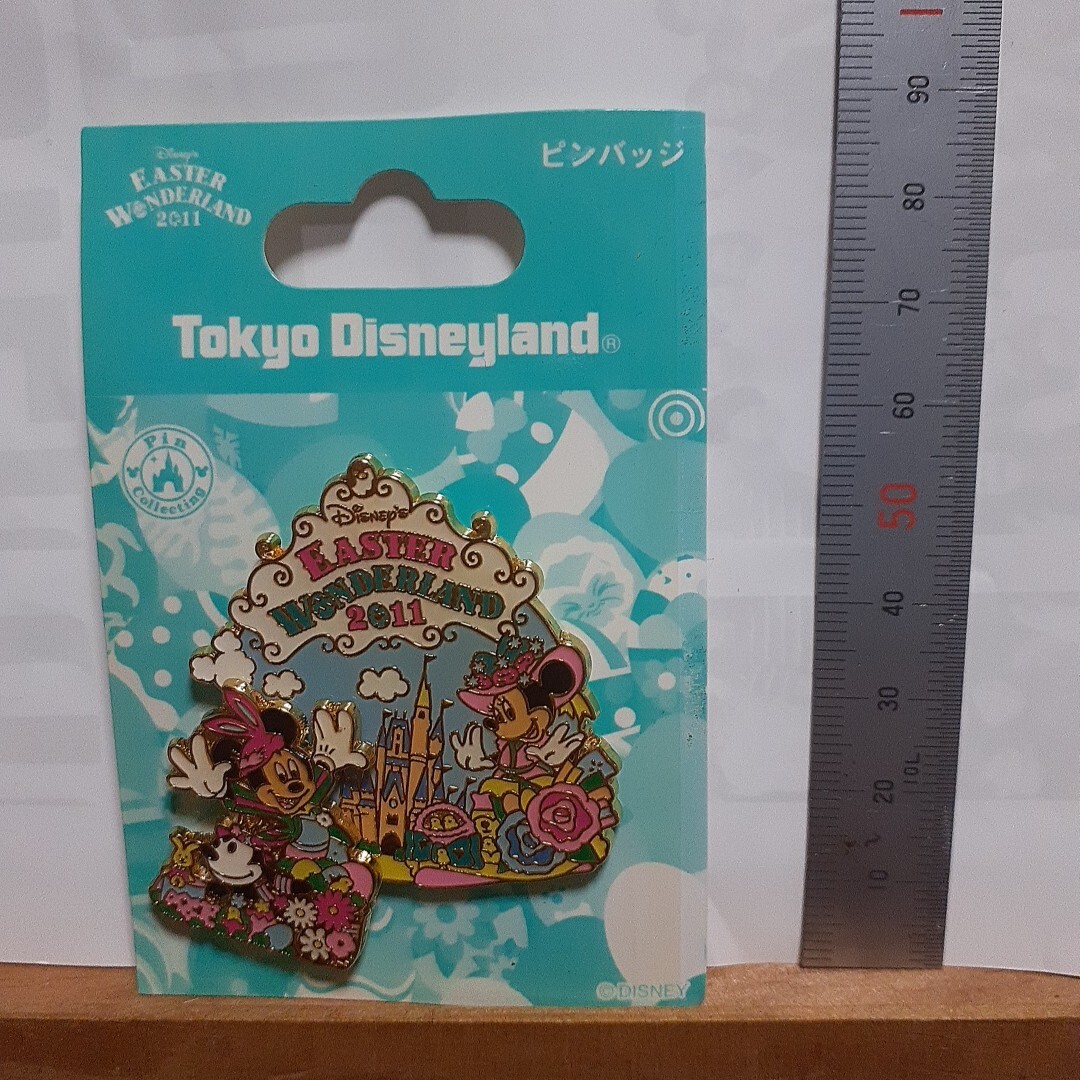 Disney's
EASTER
WONDERLAND
2011
ピンバッジ
Tokyo Disneyland®
Pin
Collecting
Disney's
EASTER
WONDERLAND
2011
©DISNEY
90
80
70
60
50
40
30
20
10